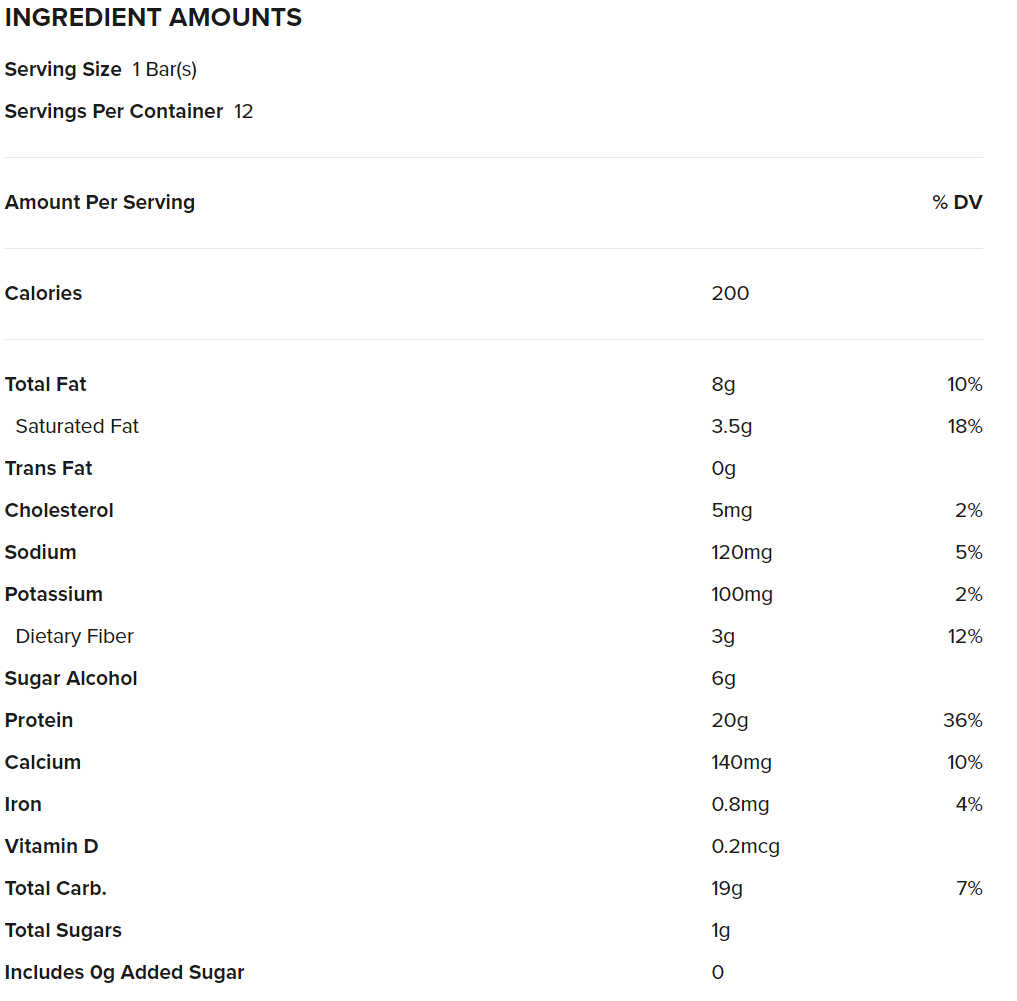 INGREDIENT AMOUNTS
Serving Size 1 Bar(s)
Servings Per Container 12
Amount Per Serving % DV
Calories 200
Total Fat 8g 10%
Saturated Fat 3.5g 18%
Trans Fat 0g
Cholesterol 5mg 2%
Sodium 120mg 5%
Potassium 100mg 2%
Dietary Fiber 3g 12%
Sugar Alcohol 6g
Protein 20g 36%
Calcium 140mg 10%
Iron 0.8mg 4%
Vitamin D 0.2mcg
Total Carb. 19g 7%
Total Sugars 1g
Includes 0g Added Sugar 0